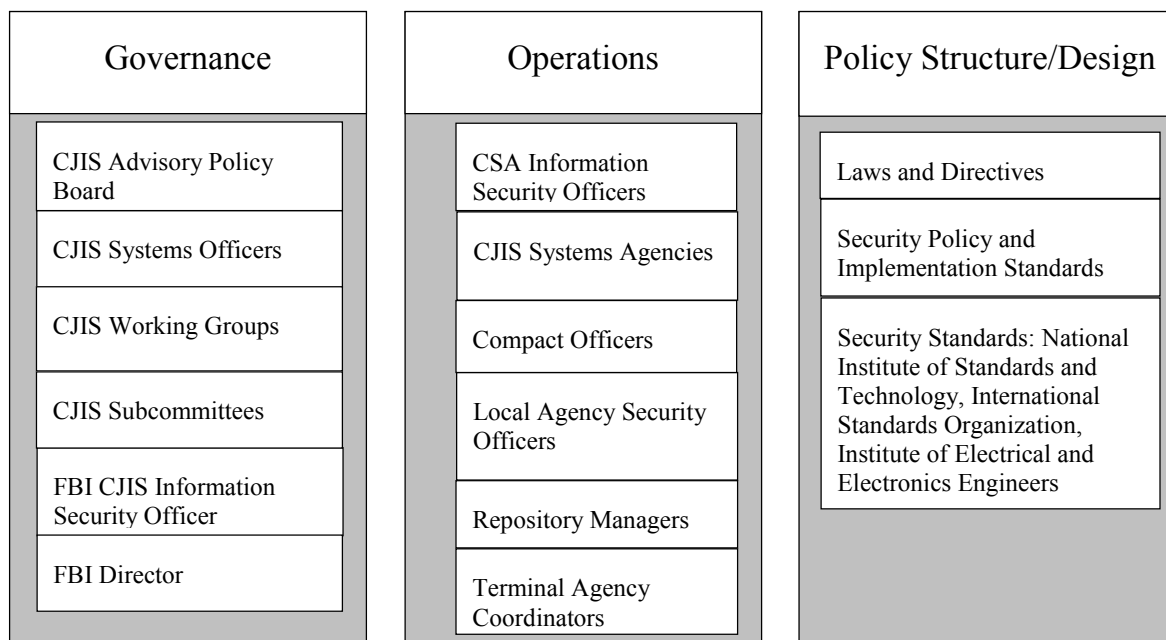 Governance
CJIS Advisory Policy
Board
CJIS Systems Officers
CJIS Working Groups
CJIS Subcommittees
FBI CJIS Information
Security Officer
FBI Director
Operations
CSA Information
Security Officers
CJIS Systems Agencies
Compact Officers
Local Agency Security
Officers
Repository Managers
Terminal Agency
Coordinators
Policy Structure/Design
Laws and Directives
Security Policy and
Implementation Standards
Security Standards: National
Institute of Standards and
Technology, International
Standards Organization,
Institute of Electrical and
Electronics Engineers